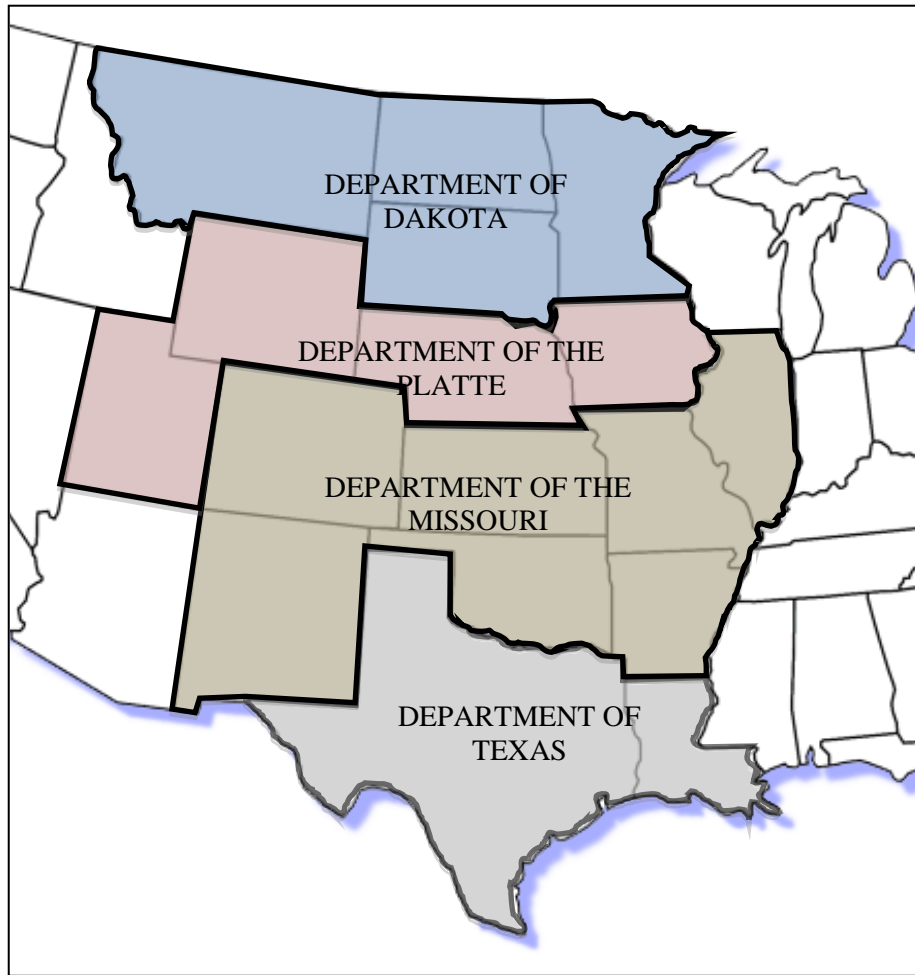 DEPARTMENT OF
DAKOTA
DEPARTMENT OF THE
PLATTE
DEPARTMENT OF THE
MISSOURI
DEPARTMENT OF
TEXAS